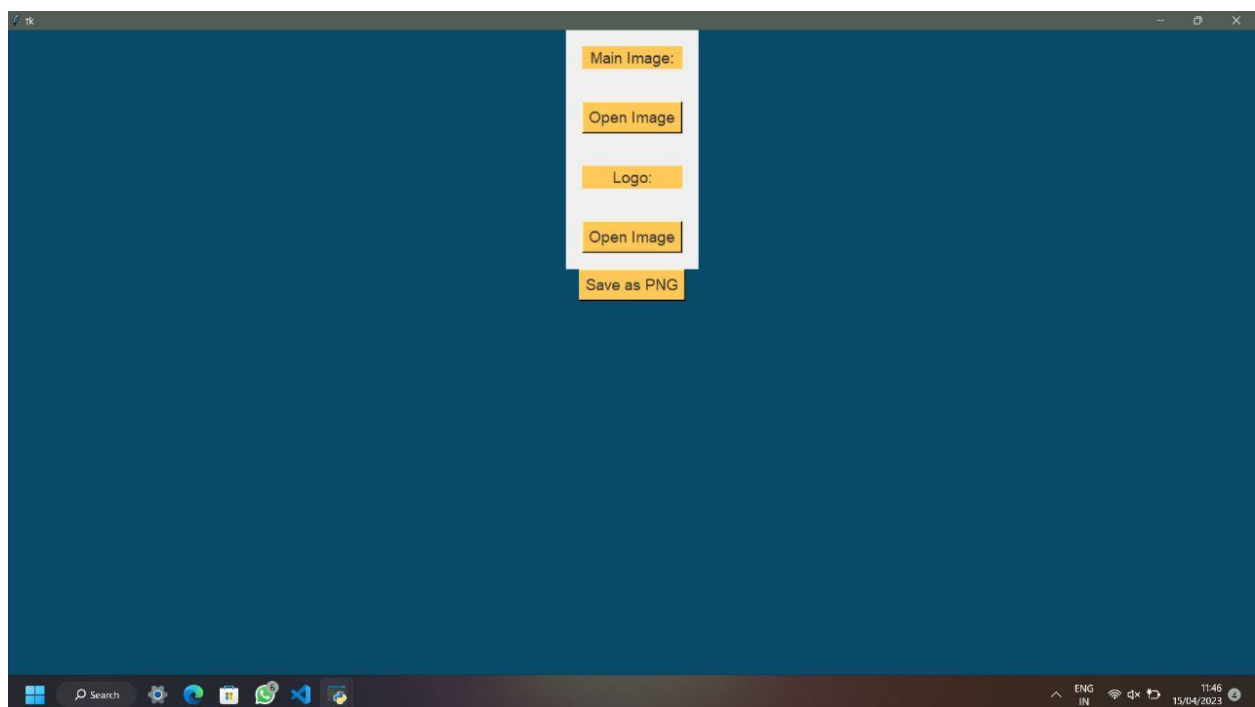 tk
Main Image:
Open Image
Logo:
Open Image
Save as PNG
Search
ENG
IN
11:46
15/04/2023
4